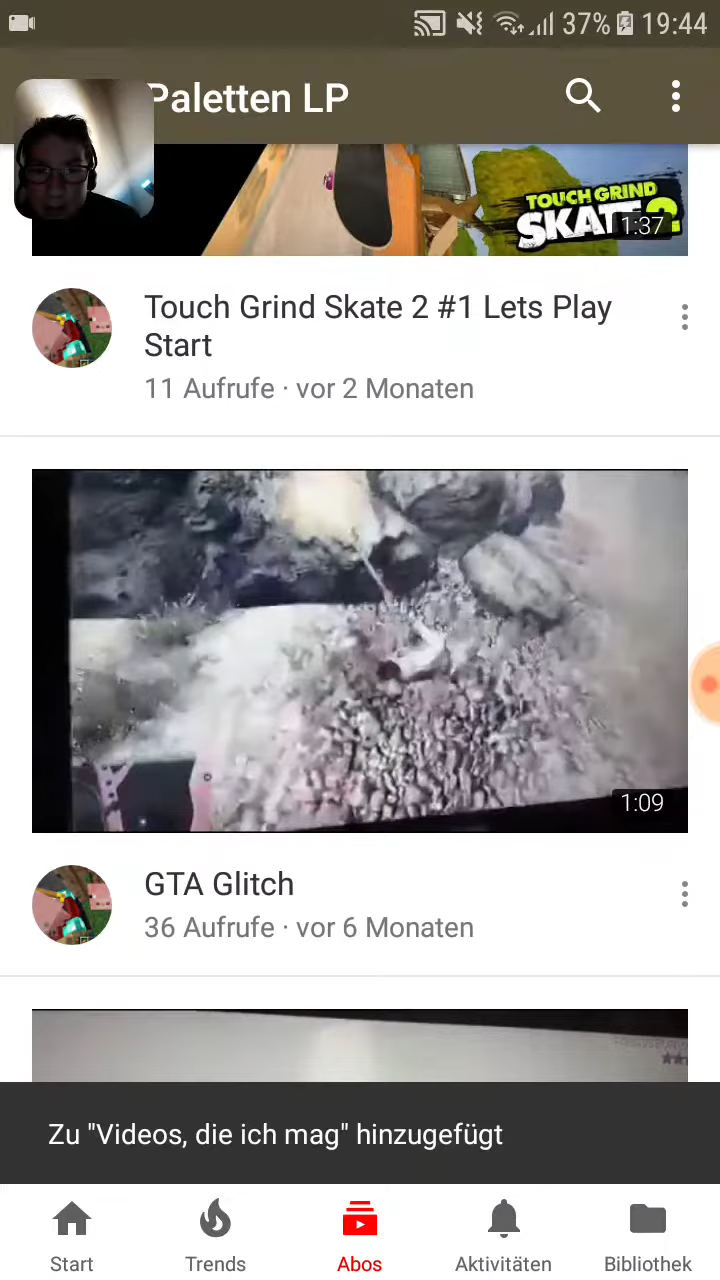 37% 19:44
Paletten LP
TOUCH GRIND
SKATE 2
1:37
Touch Grind Skate 2 #1 Lets Play
Start
11 Aufrufe · vor 2 Monaten
1:09
GTA Glitch
36 Aufrufe · vor 6 Monaten
Zu "Videos, die ich mag" hinzugefügt
Start Trends Abos Aktivitäten Bibliothek